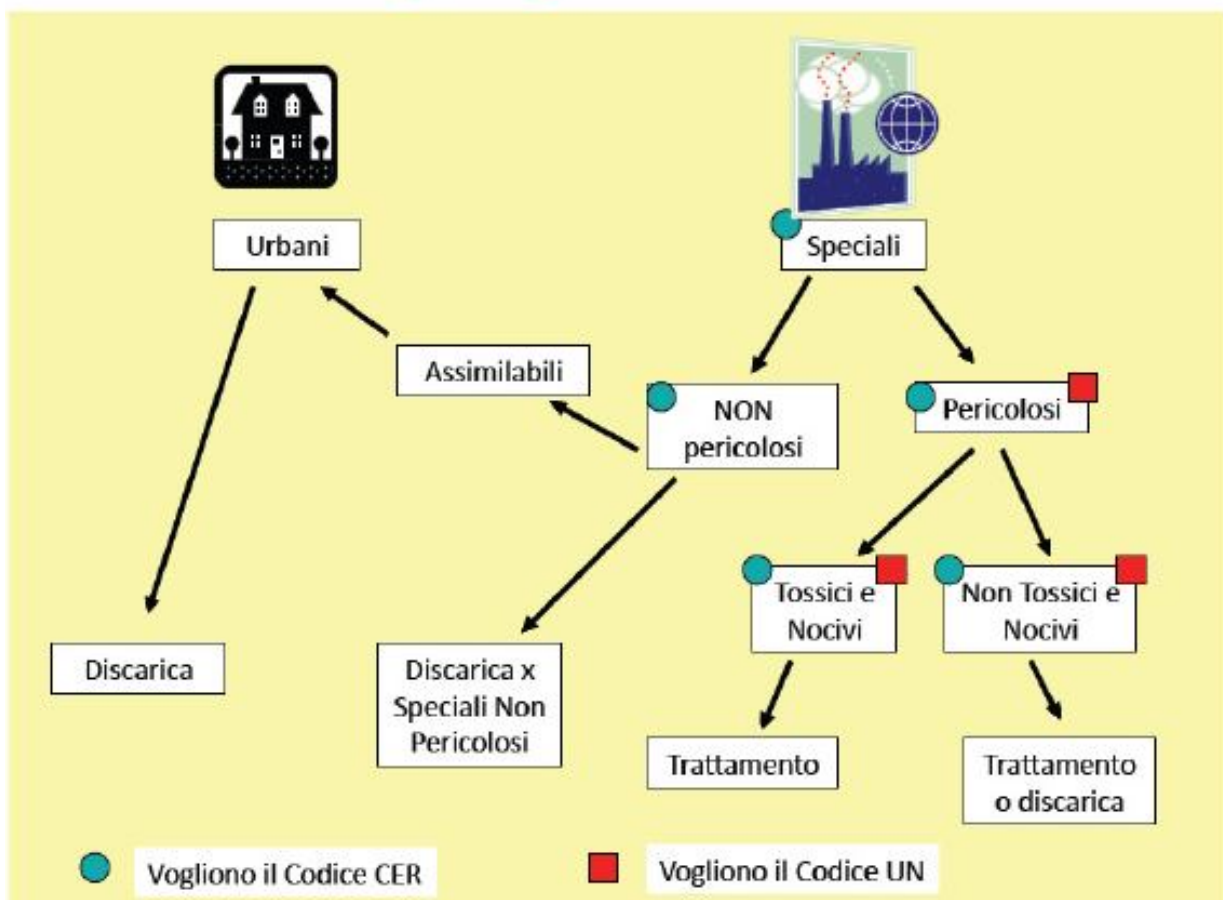 Urbani
Speciali
Assimilabili
NON
pericolosi
Pericolosi
Tossici e
Nocivi
Non Tossici e
Nocivi
Discarica
Discarica x
Speciali Non
Pericolosi
Trattamento
Trattamento
o discarica
Vogliono il Codice CER
Vogliono il Codice UN